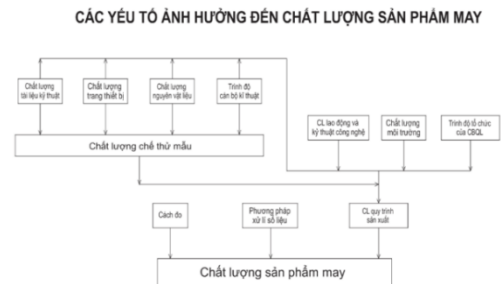 CÁC YẾU TỐ ẢNH HƯỞNG ĐẾN CHẤT LƯỢNG SẢN PHẨM MAY
Chất lượng
tài liệu kỹ thuật
Chất lượng
trang thiết bị
Chất lượng
nguyên vật liệu
Trình độ
cán bộ kĩ thuật
CL lao động và
kỹ thuật công nghệ
Chất lượng
môi trường
Trình độ tổ chức
của CBQL
Chất lượng chế thử mẫu
Cách đo
Phương pháp
xử lí số liệu
CL quy trình
sản xuất
Chất lượng sản phẩm may